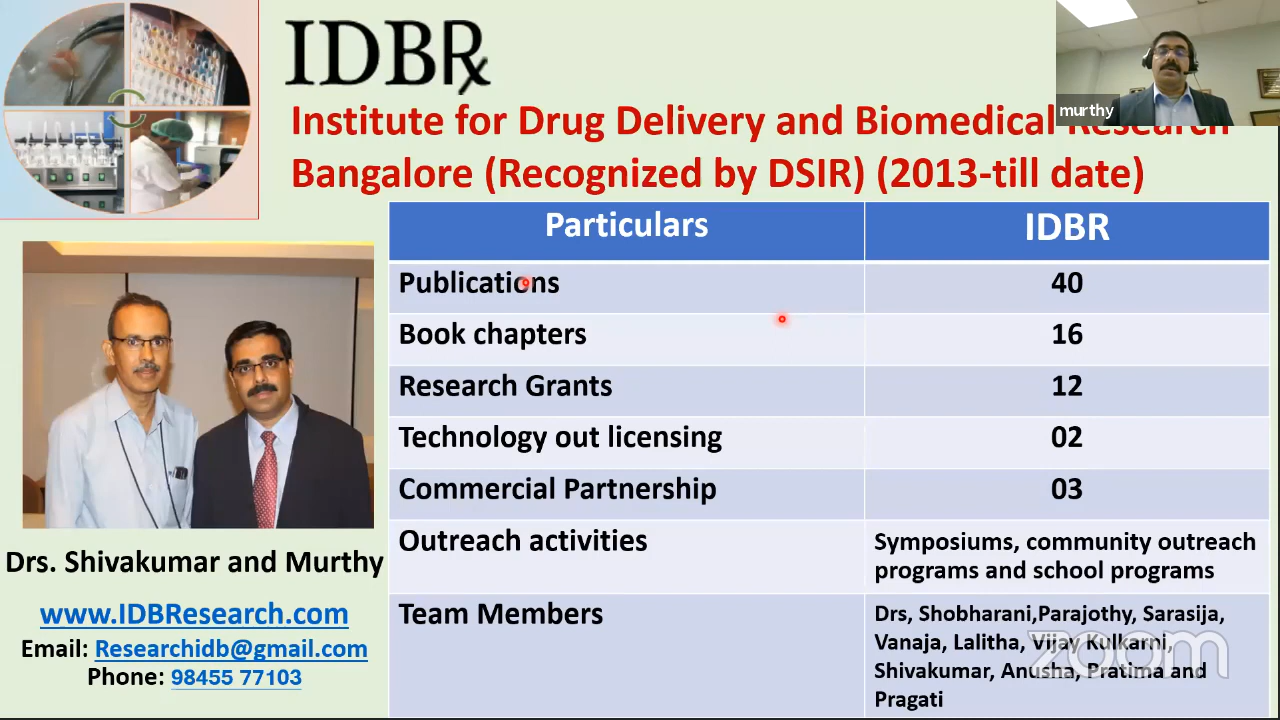 IDBRx
murthy
Institute for Drug Delivery and Biomedical Research
Bangalore (Recognized by DSIR) (2013-till date)
Particulars IDBR
Publications 40
Book chapters 16
Research Grants 12
Technology out licensing 02
Commercial Partnership 03
Outreach activities Symposiums, community outreach
programs and school programs
Team Members Drs, Shobharani,Parajothy, Sarasija,
Vanaja, Lalitha, Vijay Kulkarni,
Shivakumar, Anusha, Pratima and
Pragati
Drs. Shivakumar and Murthy
www.IDBResearch.com
Email: Researchidb@gmail.com
Phone: 98455 77103
zoom